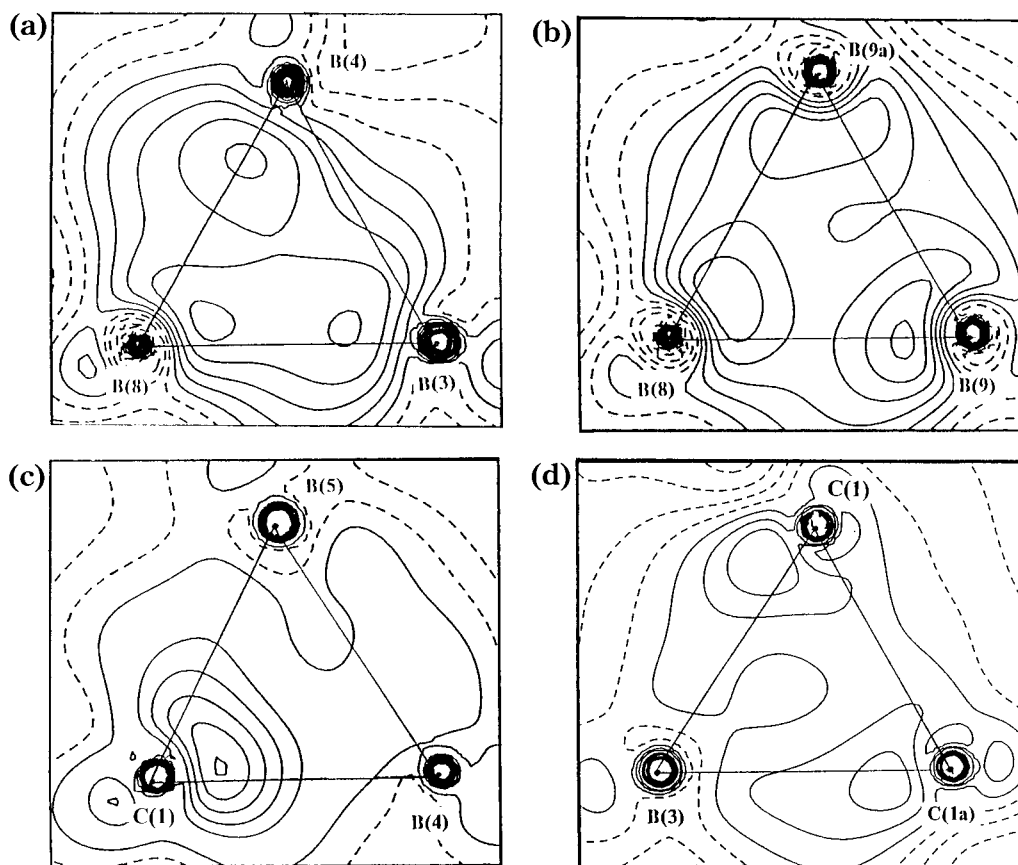 (a)
B(4)
B(8)
B(3)
(b)
B(9a)
B(8)
B(9)
(c)
B(5)
C(1)
B(4)
(d)
C(1)
B(3)
C(1a)